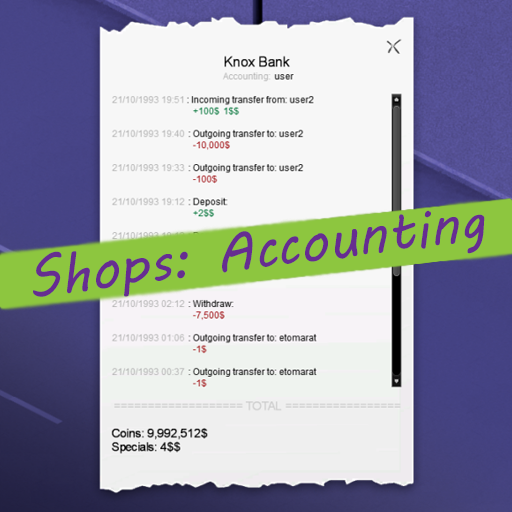 Knox Bank
Accounting: user
21/10/1993 19:51 : Incoming transfer from: user2
+100$ 1$$
21/10/1993 19:40 : Outgoing transfer to: user2
-10,000$
21/10/1993 19:33 : Outgoing transfer to: user2
-100$
21/10/1993 19:12 : Deposit:
+2$$
Shops: Accounting
21/10/1993 02:12 : Withdraw:
-7,500$
21/10/1993 01:06 : Outgoing transfer to: etomarat
-1$
21/10/1993 00:37 : Outgoing transfer to: etomarat
-1$
================== TOTAL ================
Coins: 9,992,512$
Specials: 4$$